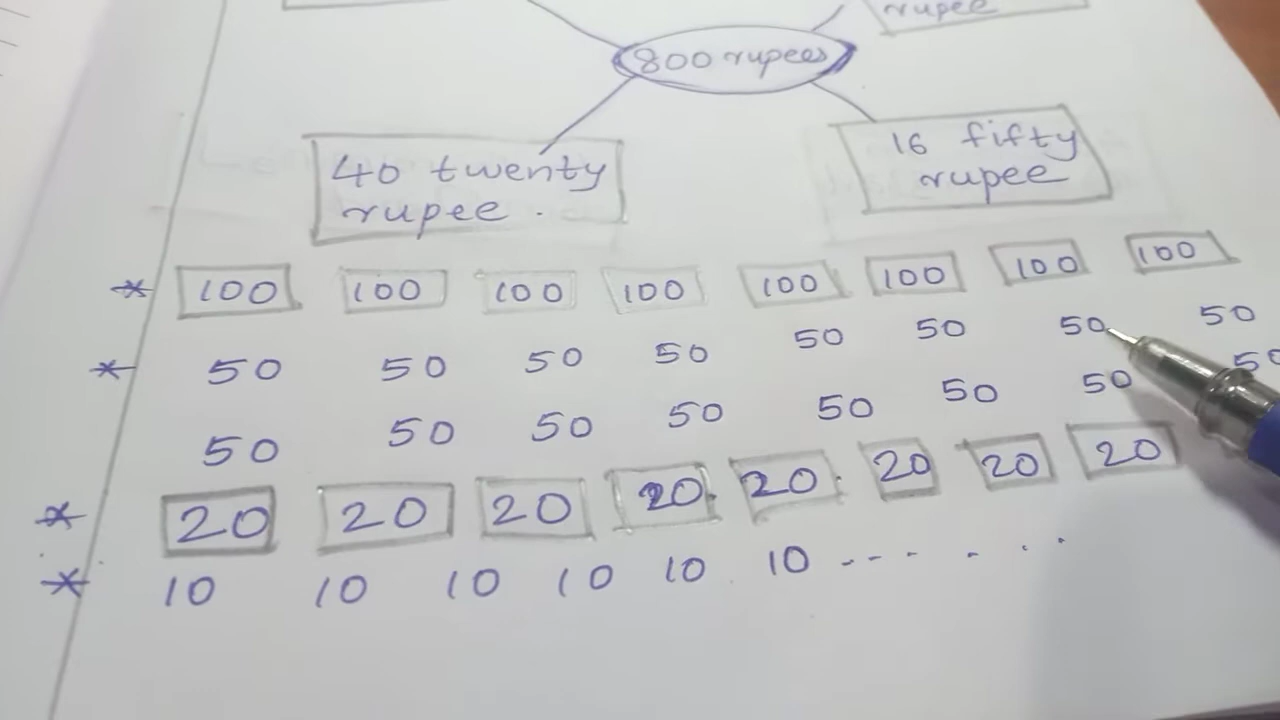 rupee
800 rupees
40 twenty
rupee.
16 fifty
rupee
* 100 100 100 100 100 100 100 100
* 50 50 50 50 50 50 50 50
50 50 50 50 50 50 50 50
* 20 20 20 20 20 20 20 20
* 10 10 10 10 10 10 - - - - . .